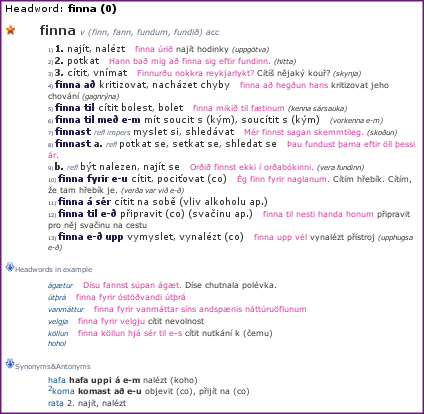 Headword: finna (0)
finna v (finn, fann, fundum, fundið) acc
1) 1. najít, nalézt finna úrið najít hodinky (uppgötva)
2) 2. potkat Hann bað mig að finna sig eftir fundinn. (hitta)
3) 3. cítit, vnímat Finnurðu nokkra reykjarlykt? Cítíš nějaký kouř? (skynja)
4) finna að kritizovat, nacházet chyby finna að hegðun hans kritizovat jeho
chování (gagnrýna)
5) finna til cítit bolest, bolet finna mikið til fætinum (kenna sársauka)
6) finna til með e-m mít soucit s (kým), soucítit s (kým) (vorkenna e-m)
7) finnast refl impers myslet si, shledávat Mér finnst sagan skemmtileg. (skoðun)
8) finnast a. refl potkat se, setkat se, shledat se Þau fundust þarna eftir öll þessi
ár.
9) b. refl být nalezen, najít se Orðið finnst ekki í orðabókinni. (vera fundinn)
10) finna fyrir e-u cítit, pociťovat (co) Ég finn fyrir naglanum. Cítím hřebík. Cítím,
že tam hřebík je. (verða var við e-ð)
11) finna á sér cítit na sobě (vliv alkoholu ap.)
12) finna til e-ð připravit (co) (svačinu ap.) finna til nesti handa honum připravit
pro něj svačinu na cestu
13) finna e-ð upp vymyslet, vynalézt (co) finna upp vél vynalézt přístroj (upphugsa
e-ð)
Headwords in example
ágætur Dísu fannst súpan ágæt. Díse chutnala polévka.
útþrá finna fyrir óstöðvandi útþrá
vanmáttur finna fyrir vanmáttar síns andspænis náttúruöflunum
velgja finna fyrir velgju cítit nevolnost
köllun finna köllun hjá sér til e-s cítit nutkání k (čemu)
hohol
Synonyms&Antonyms
hafa hafa uppi á e-m nalézt (koho)
2koma komast að e-u objevit (co), přijít na (co)
rata 2. najít, nalézt